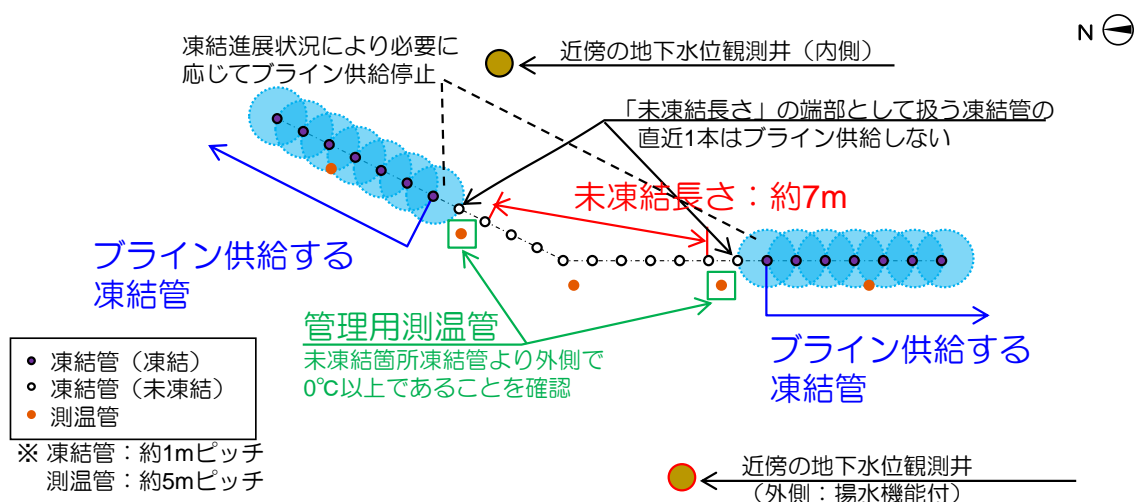 N
凍結進展状況により必要に
応じてブライン供給停止
近傍の地下水位観測井（内側）
「未凍結長さ」の端部として扱う凍結管の
直近1本はブライン供給しない
未凍結長さ：約7m
ブライン供給する
凍結管
管理用測温管
未凍結箇所凍結管より外側で
0℃以上であることを確認
ブライン供給する
凍結管
凍結管（凍結）
凍結管（未凍結）
測温管
※ 凍結管：約1mピッチ
測温管：約5mピッチ
近傍の地下水位観測井
（外側：揚水機能付）